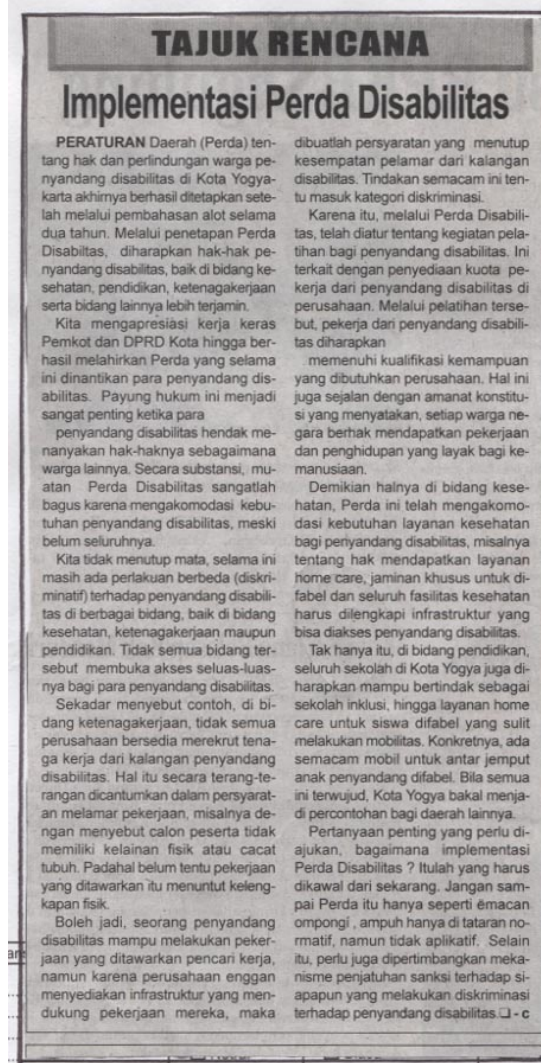 TAJUK RENCANA
Implementasi Perda Disabilitas
PERATURAN Daerah (Perda) ten-
tang hak dan perlindungan warga pe-
nyandang disabilitas di Kota Yogya-
karta akhirnya berhasil ditetapkan sete-
lah melalui pembahasan alot selama
dua tahun. Melalui penetapan Perda
Disabiltas, diharapkan hak-hak pe-
nyandang disabilitas, baik di bidang ke-
sehatan, pendidikan, ketenagakerjaan
serta bidang lainnya lebih terjamin.
Kita mengapresiasi kerja keras
Pemkot dan DPRD Kota hingga ber-
hasil melahirkan Perda yang selama
ini dinantikan para penyandang dis-
abilitas. Payung hukum ini menjadi
sangat penting ketika para
penyandang disabilitas hendak me-
nanyakan hak-haknya sebagaimana
warga lainnya. Secara substansi, mu-
atan Perda Disabilitas sangatlah
bagus karena mengakomodasi kebu-
tuhan penyandang disabilitas, meski
belum seluruhnya.
Kita tidak menutup mata, selama ini
masih ada perlakuan berbeda (diskri-
minatif) terhadap penyandang disabili-
tas di berbagai bidang, baik di bidang
kesehatan, ketenagakerjaan maupun
pendidikan. Tidak semua bidang ter-
sebut membuka akses seluas-luas-
nya bagi para penyandang disabilitas.
Sekadar menyebut contoh, di bi-
dang ketenagakerjaan, tidak semua
perusahaan bersedia merekrut tena-
ga kerja dari kalangan penyandang
disabilitas. Hal itu secara terang-te-
rangan dicantumkan dalam persyarat-
an melamar pekerjaan, misalnya de-
ngan menyebut calon peserta tidak
memiliki kelainan fisik atau cacat
tubuh. Padahal belum tentu pekerjaan
yang ditawarkan itu menuntut keleng-
kapan fisik.
Boleh jadi, seorang penyandang
disabilitas mampu melakukan peker-
jaan yang ditawarkan pencari kerja,
namun karena perusahaan enggan
menyediakan infrastruktur yang men-
dukung pekerjaan mereka, maka
dibuatlah persyaratan yang menutup
kesempatan pelamar dari kalangan
disabilitas. Tindakan semacam ini ten-
tu masuk kategori diskriminasi.
Karena itu, melalui Perda Disabili-
tas, telah diatur tentang kegiatan pela-
tihan bagi penyandang disabilitas. Ini
terkait dengan penyediaan kuota pe-
kerja dari penyandang disabilitas di
perusahaan. Melalui pelatihan terse-
but, pekerja dari penyandang disabili-
tas diharapkan
memenuhi kualifikasi kemampuan
yang dibutuhkan perusahaan. Hal ini
juga sejalan dengan amanat konstitu-
si yang menyatakan, setiap warga ne-
gara berhak mendapatkan pekerjaan
dan penghidupan yang layak bagi ke-
manusiaan.
Demikian halnya di bidang kese-
hatan, Perda ini telah mengakomo-
dasi kebutuhan layanan kesehatan
bagi penyandang disabilitas, misalnya
tentang hak mendapatkan layanan
home care, jaminan khusus untuk di-
fabel dan seluruh fasilitas kesehatan
harus dilengkapi infrastruktur yang
bisa diakses penyandang disabilitas.
Tak hanya itu, di bidang pendidikan,
seluruh sekolah di Kota Yogya juga di-
harapkan mampu bertindak sebagai
sekolah inklusi, hingga layanan home
care untuk siswa difabel yang sulit
melakukan mobilitas. Konkretnya, ada
semacam mobil untuk antar jemput
anak penyandang difabel. Bila semua
ini terwujud, Kota Yogya bakal menja-
di percontohan bagi daerah lainnya.
Pertanyaan penting yang perlu di-
ajukan, bagaimana implementasi
Perda Disabilitas ? Itulah yang harus
dikawal dari sekarang. Jangan sam-
pai Perda itu hanya seperti ëmacan
ompongí , ampuh hanya di tataran no-
rmatif, namun tidak aplikatif. Selain
itu, perlu juga dipertimbangkan meka-
nisme penjatuhan sanksi terhadap si-
apapun yang melakukan diskriminasi
terhadap penyandang disabilitas.❑ - c